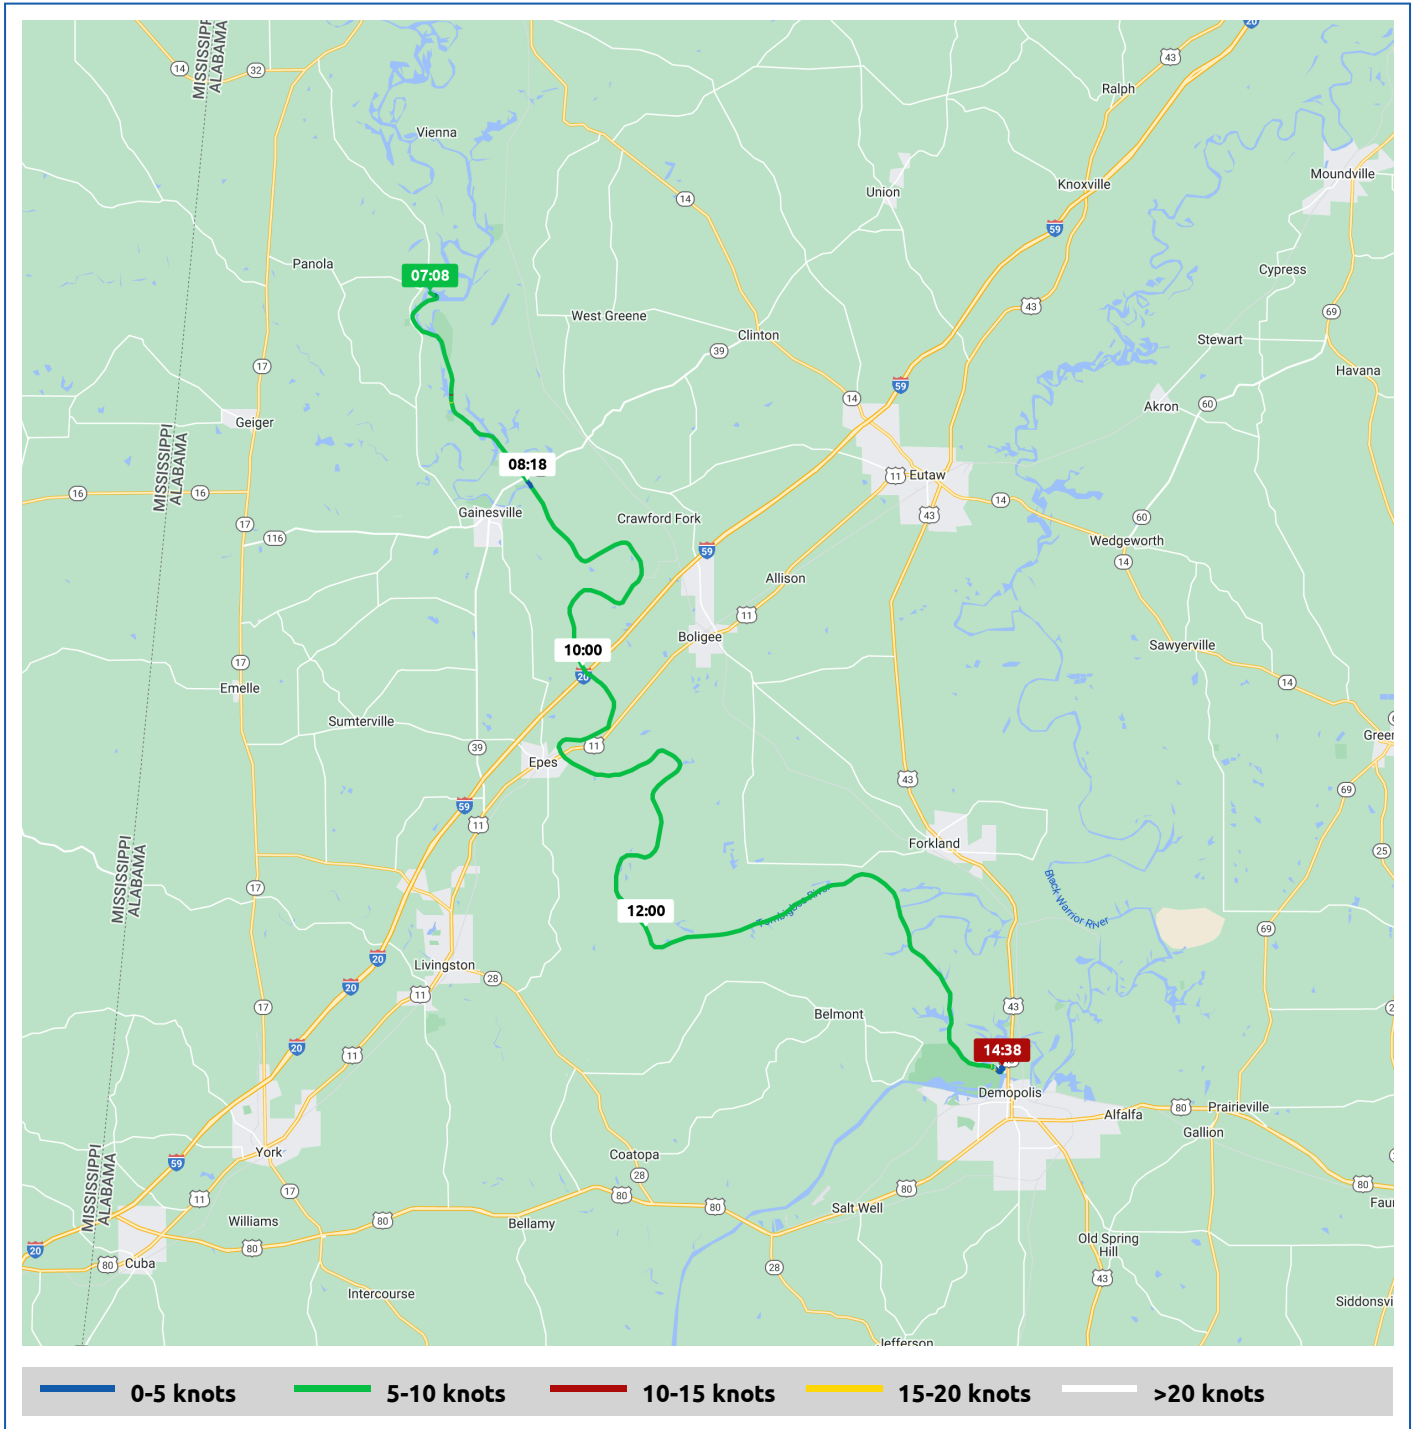 MISSISSIPPI
ALABAMA
20
43
14
32
Ralph
Vienna
Moundville
Knoxville
Union
14
59
Panola
07:08
Cypress
43
69
West Greene
Clinton
Stewart
39
17
Havana
59
14
60
Akron
Geiger
MISSISSIPPI
ALABAMA
08:18
11
Eutaw
16
16
14
Gainesville
43
Crawford Fork
60
17
116
Wedgeworth
59
14
Allison
11
Boligee
Sawyerville
10:00
17
20
14
Emelle
Sumterville
39
11
Epes
43
69
59
11
Forkland
25
MISSISSIPPI
ALABAMA
17
Tombigbee River
Black Warrior River
12:00
69
20
Livingston
28
20
11
17
43
Belmont
20
11
14:38
Demopolis
80
Prairieville
Alfalfa
Gallion
York
59
Coatopa
28
MISSISSIPPI
ALABAMA
17
11
80
80
80
80
Salt Well
Williams
80
Bellamy
80
Old Spring
Hill
20
80
Cuba
28
43
Intercourse
Jefferson
0-5 knots
5-10 knots
10-15 knots
15-20 knots
>20 knots